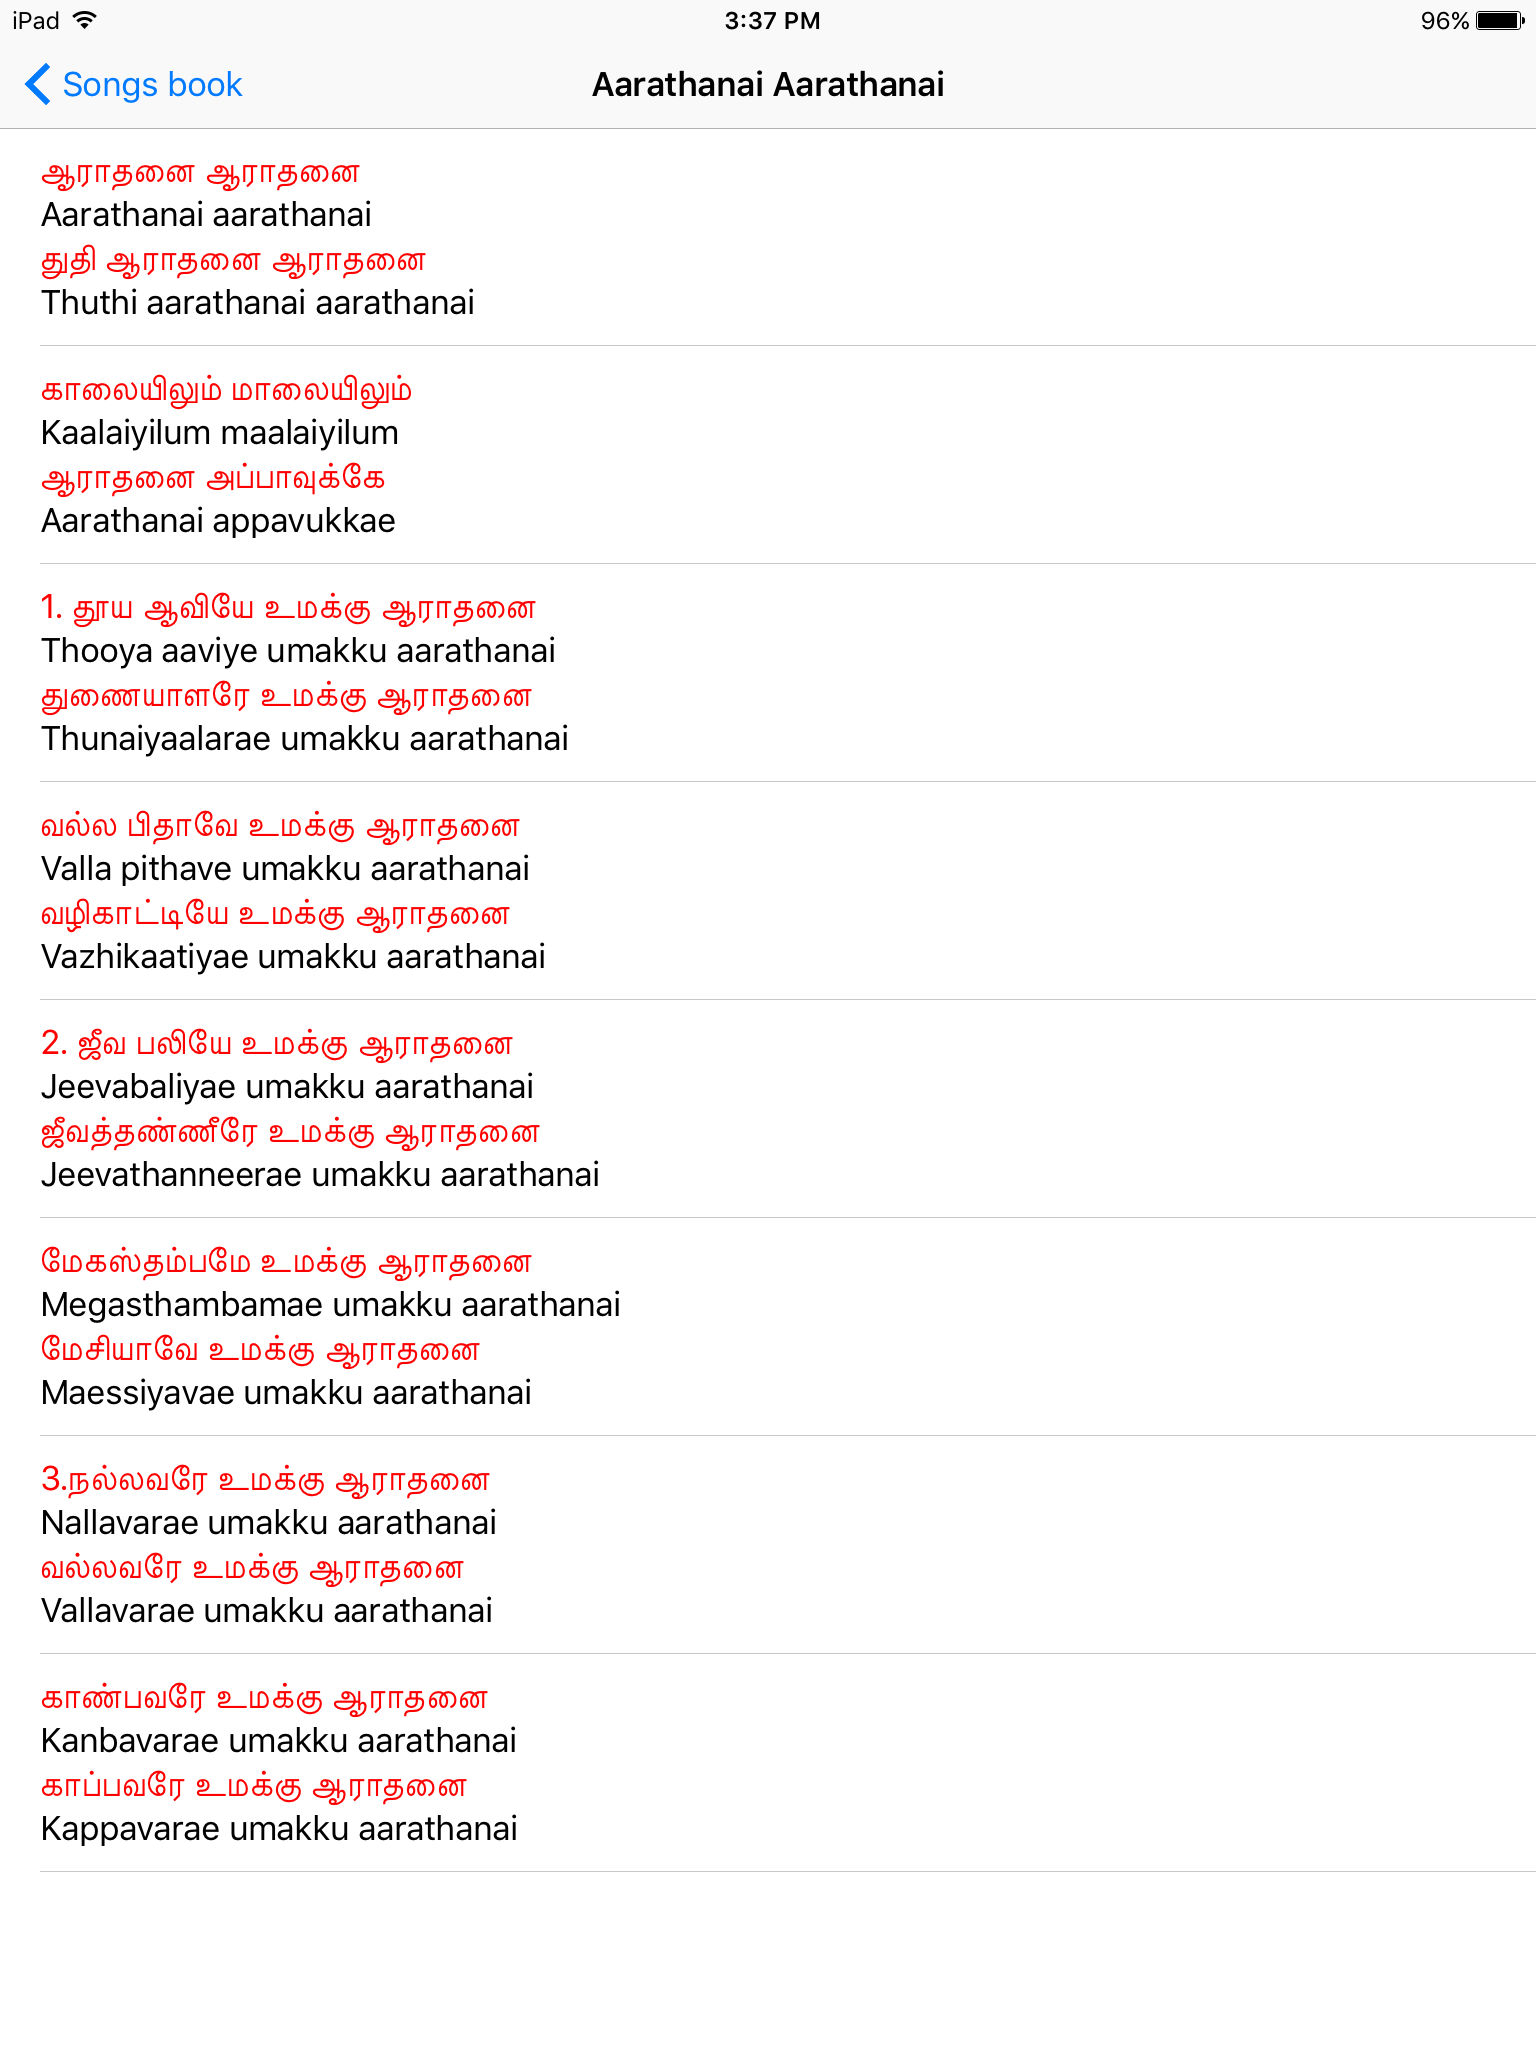 iPad 3:37 PM 96%
Songs book Aarathanai Aarathanai
ஆராதனை ஆராதனை
Aarathanai aarathanai
துதி ஆராதனை ஆராதனை
Thuthi aarathanai aarathanai
காலையிலும் மாலையிலும்
Kaalaiyilum maalaiyilum
ஆராதனை அப்பாவுக்கே
Aarathanai appavukkae
1. தூய ஆவியே உமக்கு ஆராதனை
Thooya aaviye umakku aarathanai
துணையாளரே உமக்கு ஆராதனை
Thunaiyaalarae umakku aarathanai
வல்ல பிதாவே உமக்கு ஆராதனை
Valla pithave umakku aarathanai
வழிகாட்டியே உமக்கு ஆராதனை
Vazhikaatiyae umakku aarathanai
2. ஜீவ பலியே உமக்கு ஆராதனை
Jeevabaliyae umakku aarathanai
ஜீவத்தண்ணீரே உமக்கு ஆராதனை
Jeevathanneerae umakku aarathanai
மேகஸ்தம்பமே உமக்கு ஆராதனை
Megasthambamae umakku aarathanai
மேசியாவே உமக்கு ஆராதனை
Maessiyavae umakku aarathanai
3.நல்லவரே உமக்கு ஆராதனை
Nallavarae umakku aarathanai
வல்லவரே உமக்கு ஆராதனை
Vallavarae umakku aarathanai
காண்பவரே உமக்கு ஆராதனை
Kanbavarae umakku aarathanai
காப்பவரே உமக்கு ஆராதனை
Kappavarae umakku aarathanai